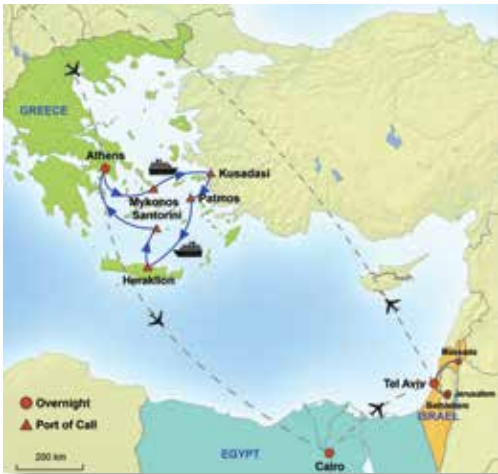 GREECE
Athens
Kusadasi
Mykonos
Patmos
Santorini
Heraklion
Tel Aviv
Jerusalem
Bethlehem
ISRAEL
Overnight
Port of Call
EGYPT
200 km
Cairo